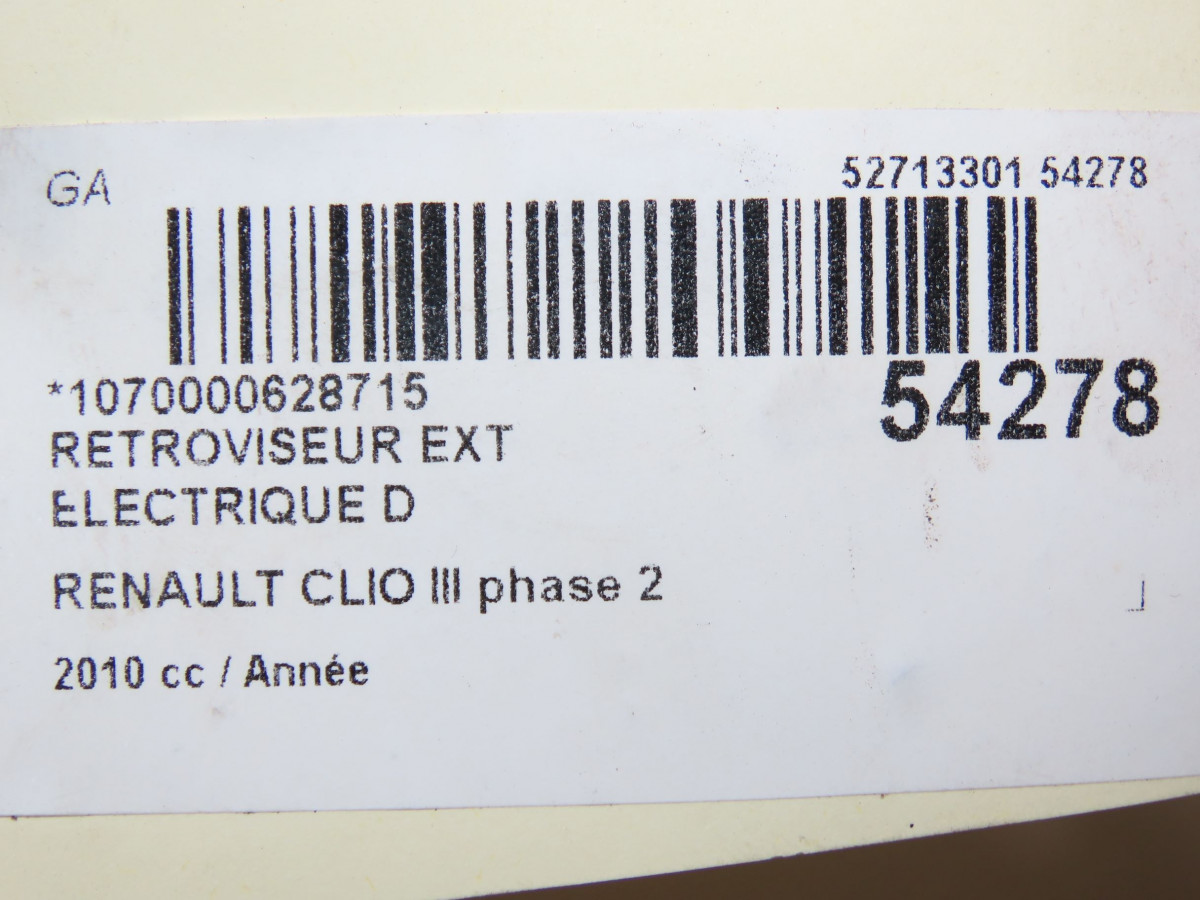 GA
52713301 54278
*1070000628715
54278
RETROVISEUR EXT
ELECTRIQUE D
RENAULT CLIO III phase 2
2010 cc / Année